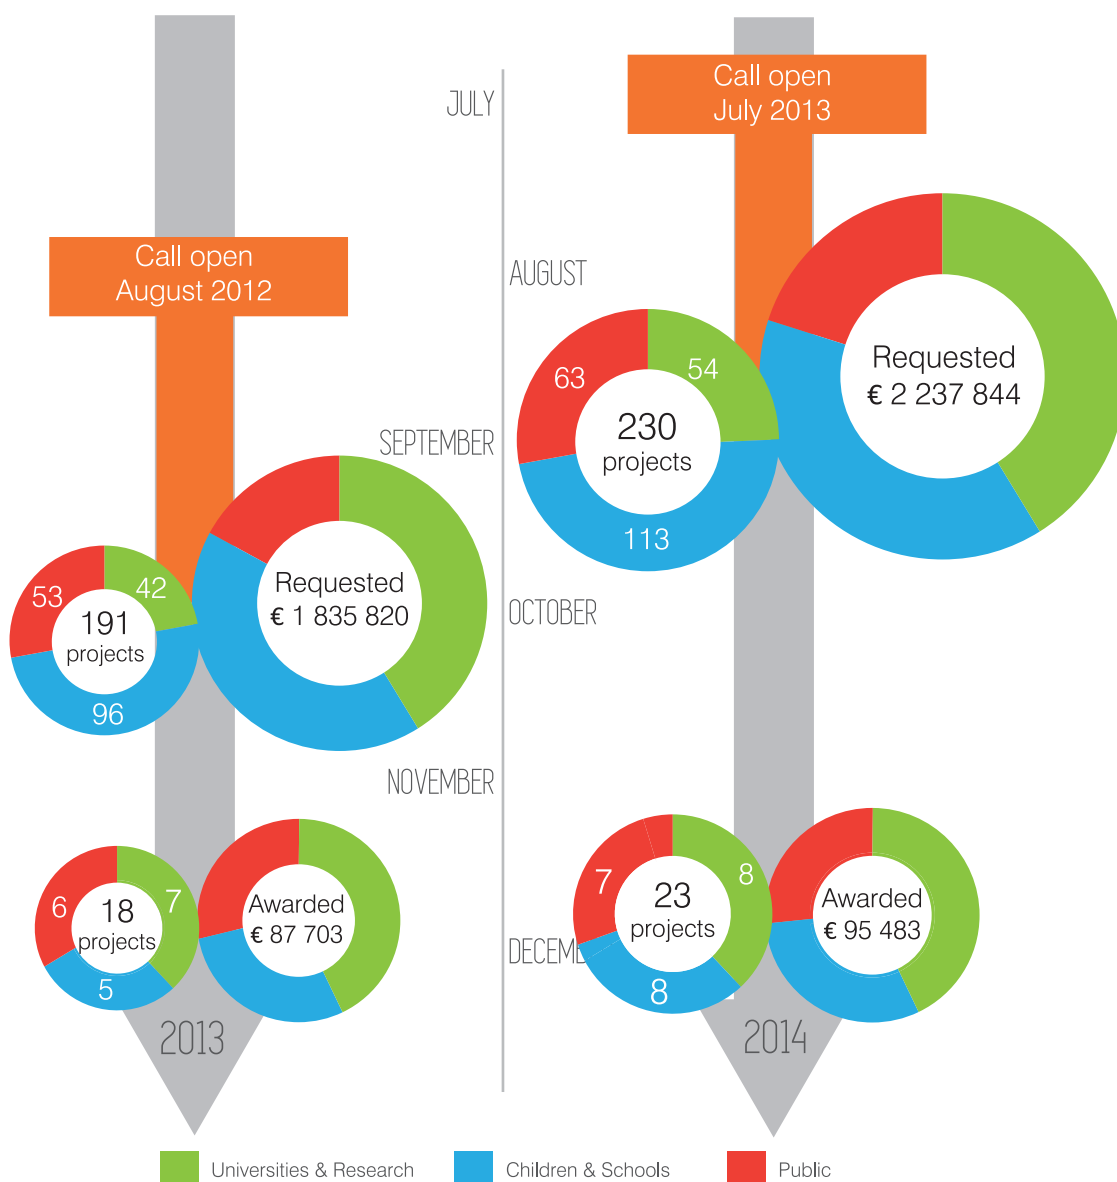 JULY
AUGUST
SEPTEMBER
OCTOBER
NOVEMBER
Call open
August 2012
53
42
191
projects
96
Requested
€ 1 835 820
6
7
18
projects
5
Awarded
€ 87 703
2013
Call open
July 2013
63
54
230
projects
113
Requested
€ 2 237 844
7
8
23
projects
8
Awarded
€ 95 483
DECEMB
2014
Universities & Research
Children & Schools
Public